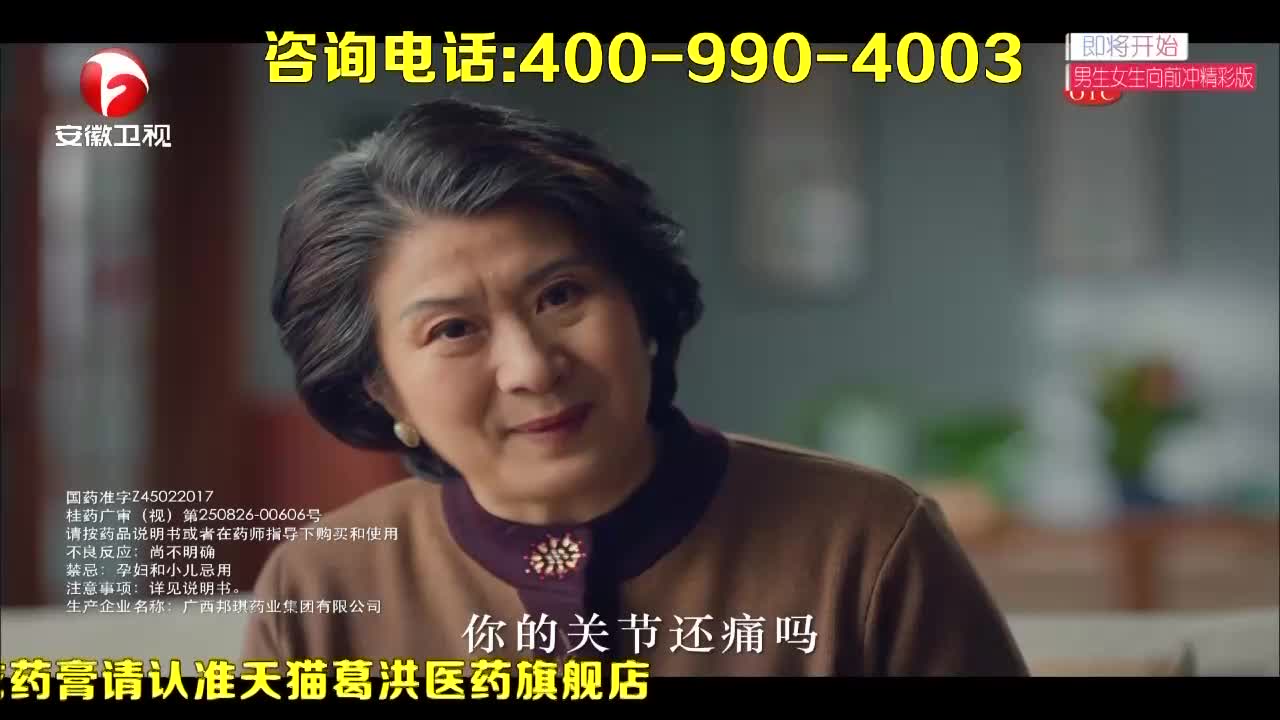 咨询电话:400-990-4003
即将开始
男生女生向前冲精彩版
OTC
安徽卫视
国药准字Z45022017
桂药广审（视）第250826-00606号
请按药品说明书或者在药师指导下购买和使用
不良反应：尚不明确
禁忌：孕妇和小儿忌用
注意事项：详见说明书。
生产企业名称：广西邦琪药业集团有限公司
你的关节还痛吗
药膏请认准天猫葛洪医药旗舰店